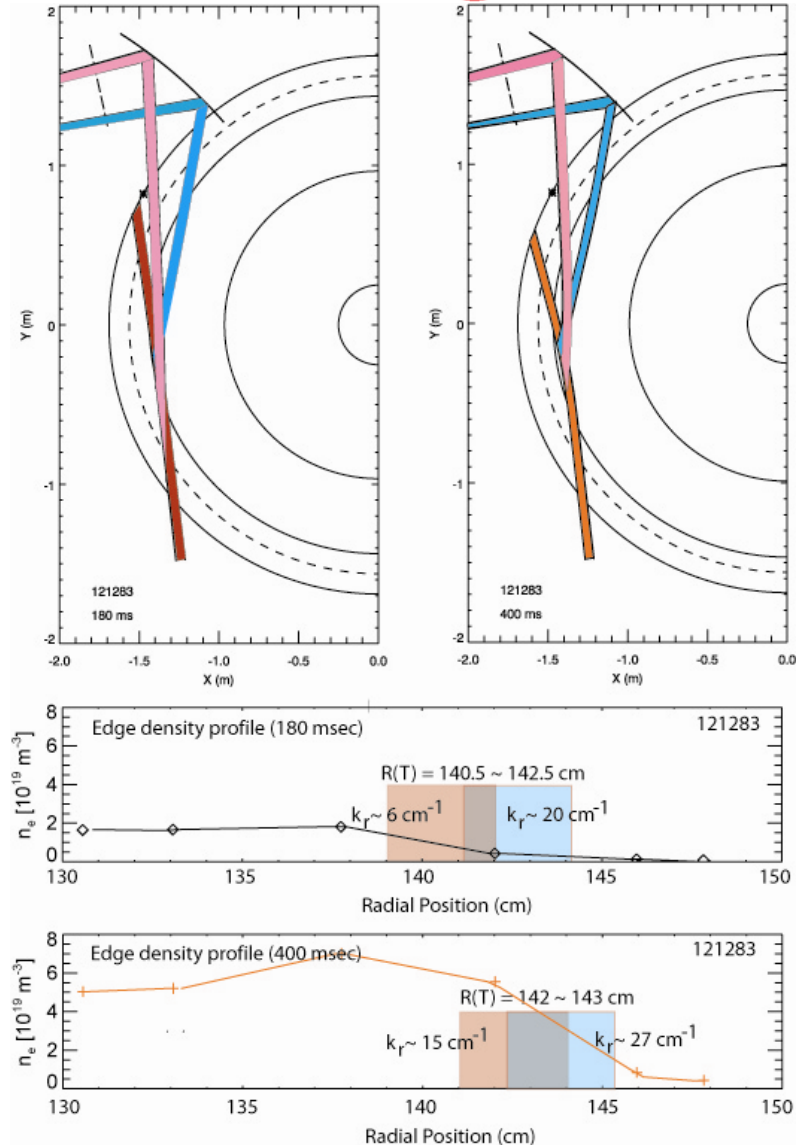 2
1
0
-1
-2
Y (m)
121283
180 ms
-2.0 -1.5 -1.0 -0.5 0.0
X (m)
2
1
0
-1
-2
Y (m)
121283
400 ms
-2.0 -1.5 -1.0 -0.5 0.0
X (m)
Edge density profile (180 msec) 121283
R(T) = 140.5 ~ 142.5 cm
k_r~ 6 cm⁻¹ k_r~ 20 cm⁻¹
n_e [10¹⁹ m⁻³]
8
6
4
2
0
130 135 140 145 150
Radial Position (cm)
Edge density profile (400 msec) 121283
R(T) = 142 ~ 143 cm
k_r~ 15 cm⁻¹ k_r~ 27 cm⁻¹
n_e [10¹⁹ m⁻³]
8
6
4
2
0
130 135 140 145 150
Radial Position (cm)